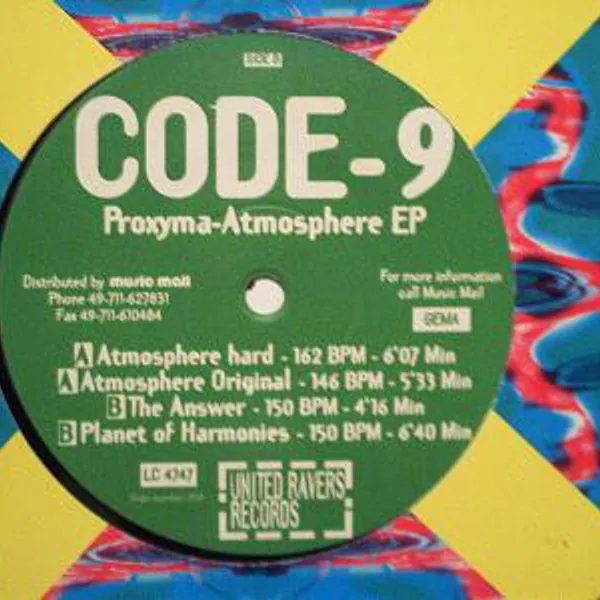 CODE-9
Proxyma-Atmosphere EP
Distributed by music mail
Phone 49-711-627831
Fax 49-711-610484
For more information
call Music Mail
GEMA
A Atmosphere hard - 162 BPM - 6'07 Min
A Atmosphere Original - 146 BPM - 5'33 Min
B The Answer - 150 BPM - 4'16 Min
B Planet of Harmonies - 150 BPM - 6'40 Min
LC 4747
UNITED RAVERS
RECORDS